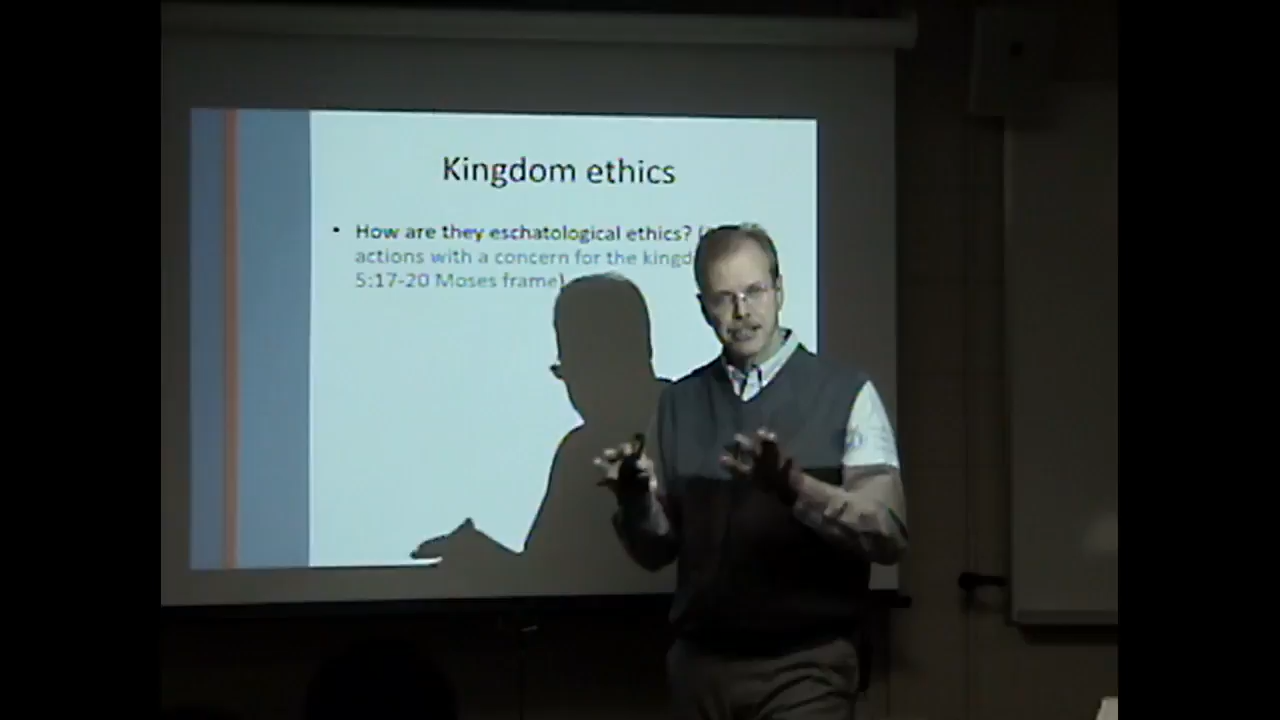 Kingdom ethics
• How are they eschatological ethics? (
actions with a concern for the kingd
5:17-20 Moses frame)